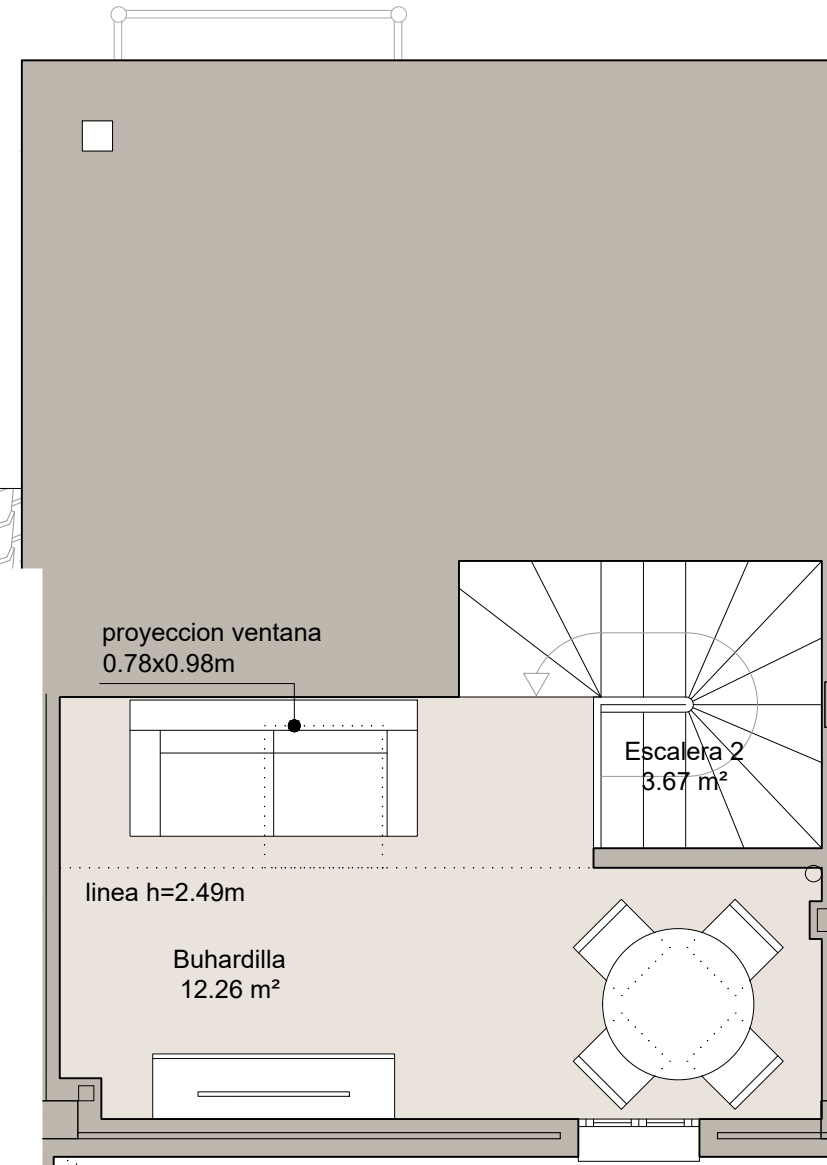 proyeccion ventana
0.78x0.98m
Escalera 2
3.67 m²
linea h=2.49m
Buhardilla
12.26 m²